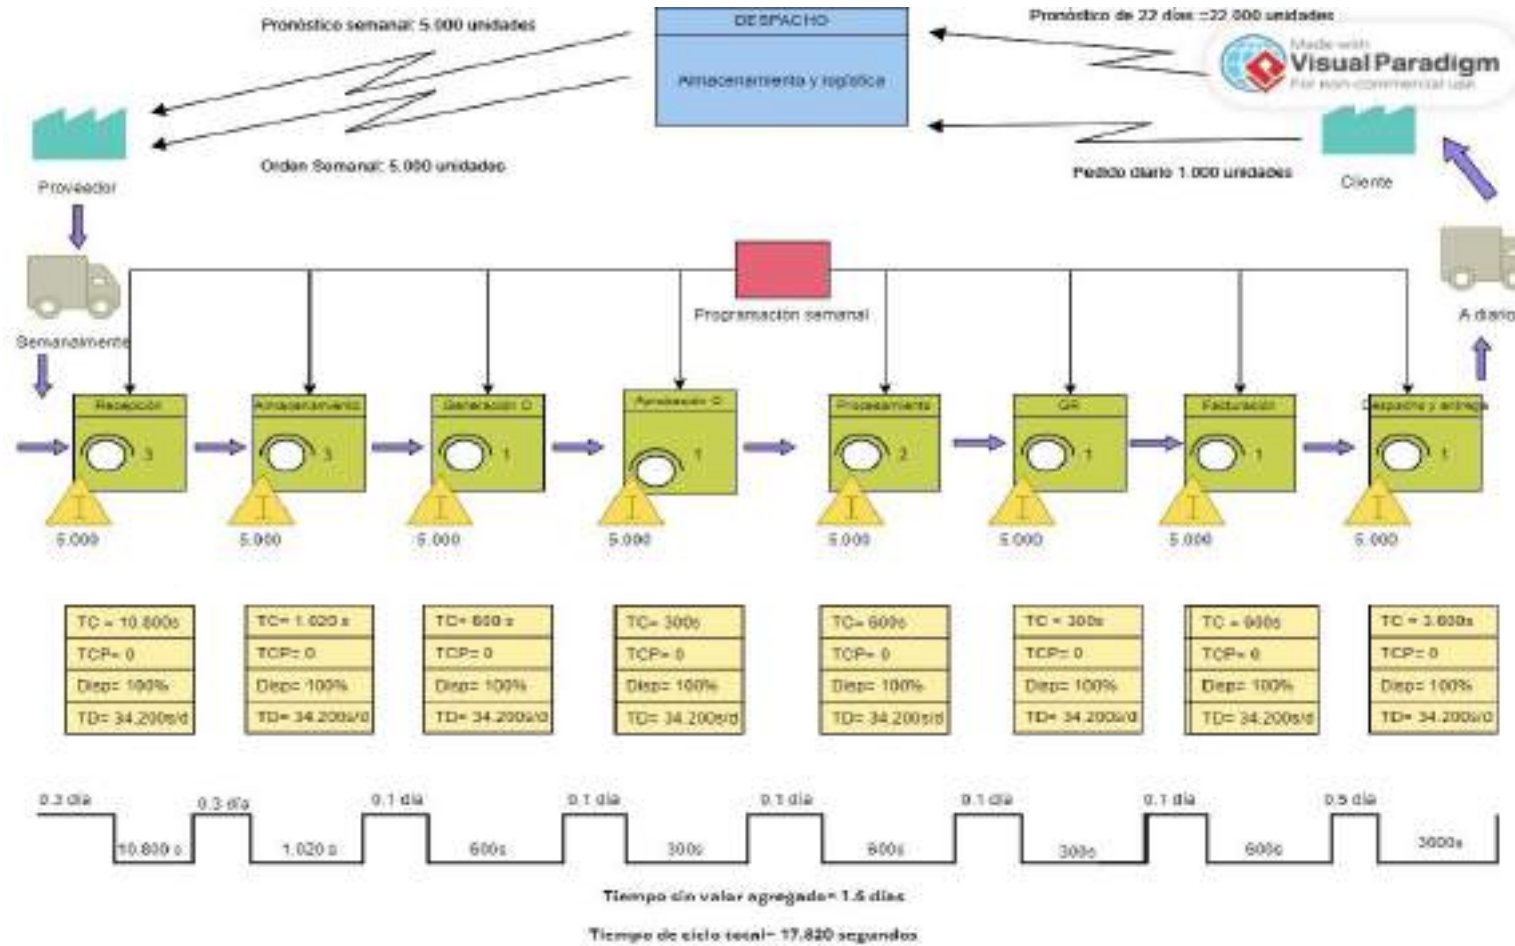 Pronóstico semanal: 5.000 unidades
DESPACHO
Pronóstico de 22 días =22.000 unidades
Made with
Visual Paradigm
For non-commercial use
Almacenamiento y logística
Proveedor
Orden Semanal: 5.000 unidades
Pedido diario 1.000 unidades
Cliente
Semanalmente
Programación semanal
A diario
Recepción
Almacenamiento
Generación O
Aprobación O
Procesamiento
QR
Facturación
Despacho y entrega
3
3
1
1
2
1
1
1
5.000
5.000
5.000
5.000
5.000
5.000
5.000
5.000
TC = 10.800s
TCP= 0
Disp= 100%
TD= 34.200s/d
TC= 1.020 s
TCP= 0
Disp= 100%
TD= 34.200s/d
TC= 600 s
TCP= 0
Disp= 100%
TD= 34.200s/d
TC= 300s
TCP= 0
Disp= 100%
TD= 34.200s/d
TC= 600s
TCP= 0
Disp= 100%
TD= 34.200s/d
TC = 300s
TCP= 0
Disp= 100%
TD= 34.200s/d
TC = 600s
TCP= 0
Disp= 100%
TD= 34.200s/d
TC = 3.600s
TCP= 0
Disp= 100%
TD= 34.200s/d
0.3 día
0.3 día
0.1 día
0.1 día
0.1 día
0.1 día
0.1 día
0.5 día
10.800 s
1.020 s
600s
300s
600s
300s
600s
3600s
Tiempo sin valor agregado= 1.6 días
Tiempo de ciclo total= 17.820 segundos